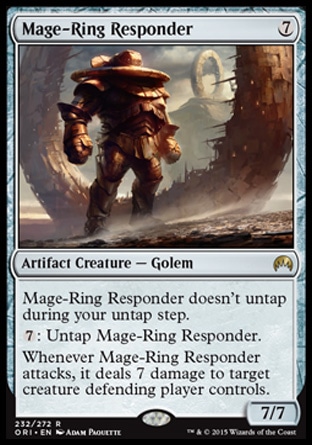 Mage-Ring Responder 7
Artifact Creature — Golem
Mage-Ring Responder doesn't untap
during your untap step.
7: Untap Mage-Ring Responder.
Whenever Mage-Ring Responder
attacks, it deals 7 damage to target
creature defending player controls.
7/7
232/272 R
ORI • EN Adam Paquette
™ & © 2015 Wizards of the Coast